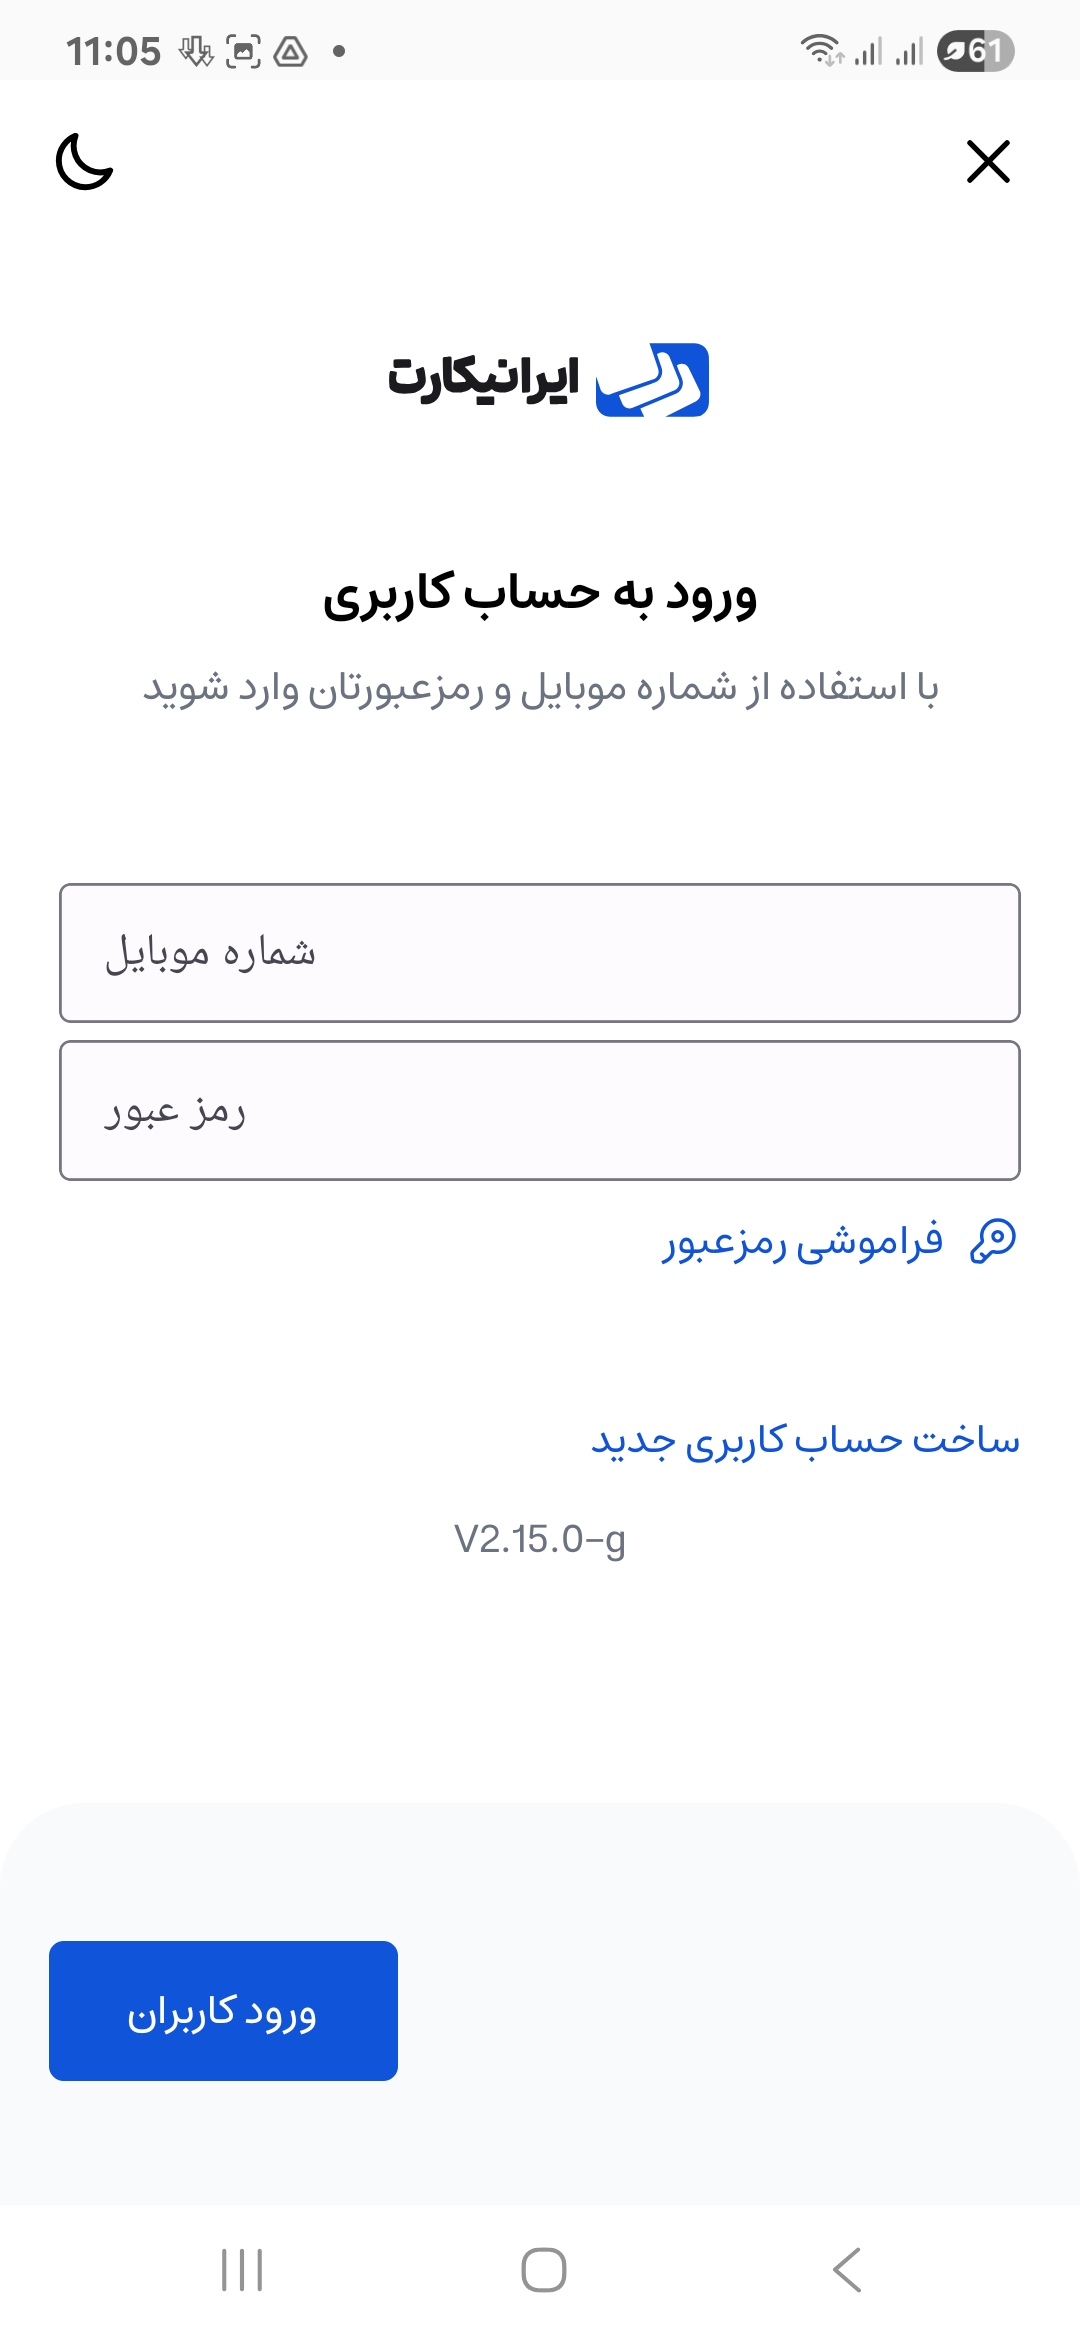 11:05
61
ایرانیکارت
ورود به حساب کاربری
با استفاده از شماره موبایل و رمزعبورتان وارد شوید
شماره موبایل
رمز عبور
فراموشی رمزعبور
ساخت حساب کاربری جدید
V2.15.0-g
ورود کاربران